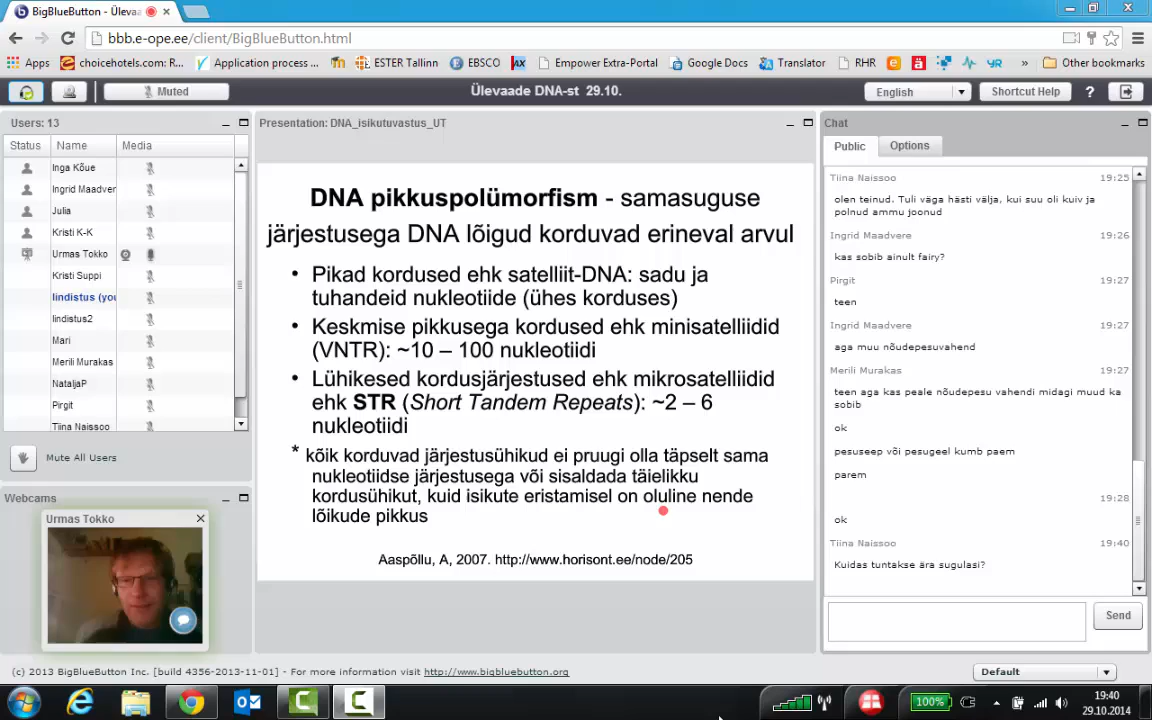 BigBlueButton - Ülevaa
bbb.e-ope.ee/client/BigBlueButton.html
Apps
choicehotels.com: R...
Application process ...
ESTER Tallinn
EBSCO
Empower Extra-Portal
Google Docs
Translator
RHR
Other bookmarks
Muted
Ülevaade DNA-st 29.10.
English
Shortcut Help
?
Users: 13
Status Name Media
Inga Kõue
Ingrid Maadver
Julia
Kristi K-K
Urmas Tokko
Kristi Suppi
lindistus (you
lindistus2
Mari
Merili Murakas
NataljaP
Pirgit
Tiina Naissoo
Mute All Users
Webcams
Urmas Tokko
Presentation: DNA_isikutuvastus_UT
DNA pikkuspolümorfism - samasuguse
järjestusega DNA lõigud korduvad erineval arvul
• Pikad kordused ehk satelliit-DNA: sadu ja
tuhandeid nukleotiide (ühes korduses)
• Keskmise pikkusega kordused ehk minisatelliidid
(VNTR): ~10 – 100 nukleotiidi
• Lühikesed kordusjärjestused ehk mikrosatelliidid
ehk STR (Short Tandem Repeats): ~2 – 6
nukleotiidi
* kõik korduvad järjestusühikud ei pruugi olla täpselt sama
nukleotiidse järjestusega või sisaldada täielikku
kordusühikut, kuid isikute eristamisel on oluline nende
lõikude pikkus
Aaspõllu, A, 2007. http://www.horisont.ee/node/205
Chat
Public
Options
Tiina Naissoo 19:25
olen teinud. Tuli väga hästi välja, kui suu oli kuiv ja
polnud ammu joonud
Ingrid Maadvere 19:26
kas sobib ainult fairy?
Pirgit 19:27
teen
Ingrid Maadvere 19:27
aga muu nõudepesuvahend
Merili Murakas 19:27
teen aga kas peale nõudepesu vahendi midagi muud ka
sobib
ok
pesuseep või pesugeel kumb paem
parem
19:28
ok
Tiina Naissoo 19:40
Kuidas tuntakse ära sugulasi?
Send
(c) 2013 BigBlueButton Inc. [build 4356-2013-11-01] - For more information visit http://www.bigbluebutton.org
Default
100%
19:40
29.10.2014